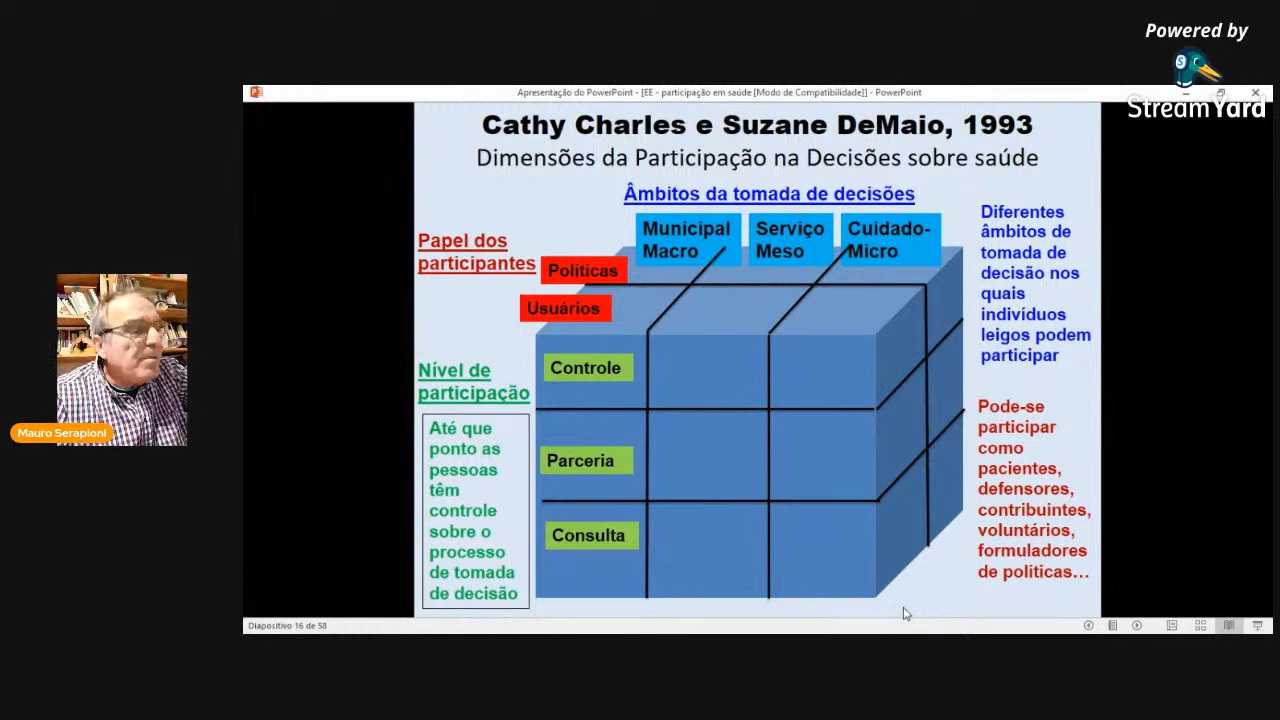 Powered by
StreamYard
Apresentação do PowerPoint - [EE - participação em saúde [Modo de Compatibilidade]] - PowerPoint
Cathy Charles e Suzane DeMaio, 1993
Dimensões da Participação na Decisões sobre saúde
Âmbitos da tomada de decisões
Municipal
Macro
Serviço
Meso
Cuidado-
Micro
Papel dos
participantes
Politicas
Usuários
Nível de
participação
Até que
ponto as
pessoas
têm
controle
sobre o
processo
de tomada
de decisão
Controle
Parceria
Consulta
Diferentes
âmbitos de
tomada de
decisão nos
quais
indivíduos
leigos podem
participar
Pode-se
participar
como
pacientes,
defensores,
contribuintes,
voluntários,
formuladores
de politicas…
Mauro Serapioni
Diapositivo 16 de 58